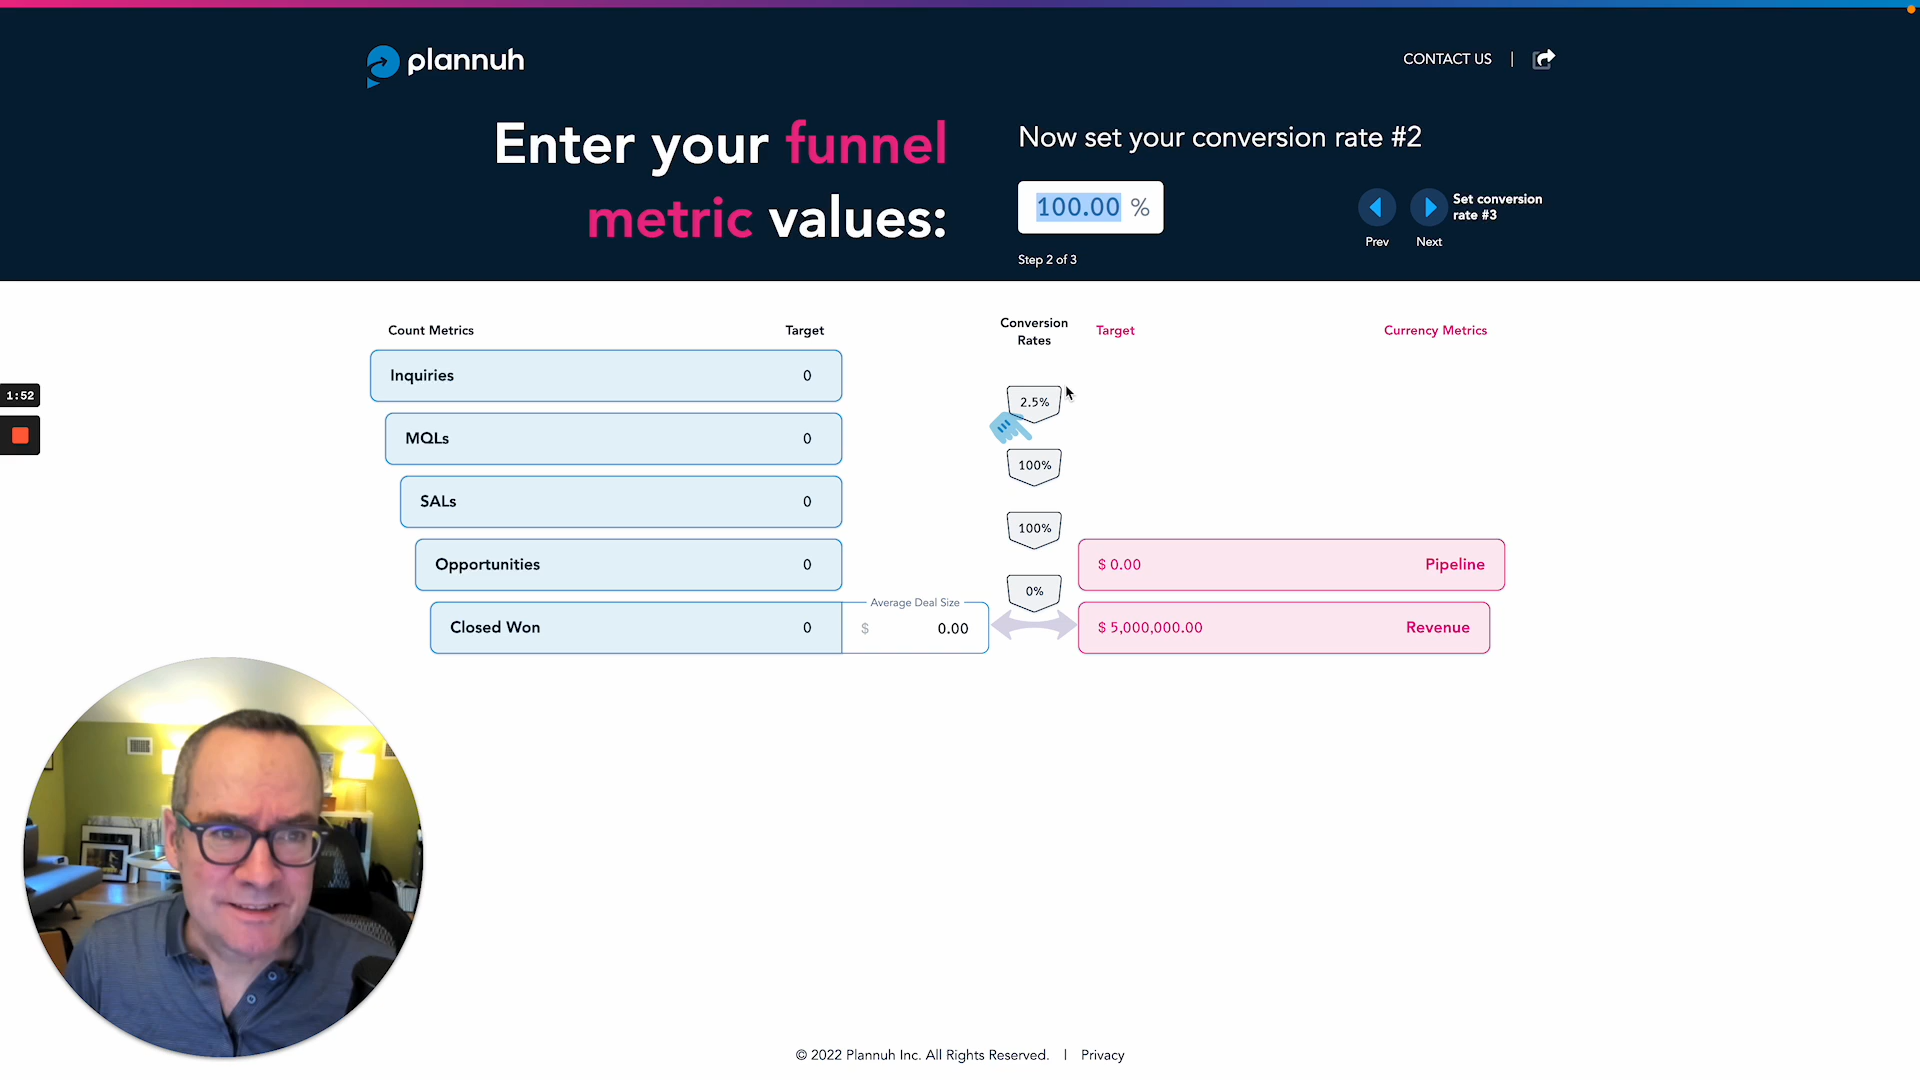 plannuh
CONTACT US |
Enter your funnel
metric values:
Now set your conversion rate #2
100.00 %
Step 2 of 3
Prev
Next
Set conversion
rate #3
Count Metrics
Target
Conversion
Rates
Target
Currency Metrics
Inquiries 0
2.5%
MQLs 0
100%
SALs 0
100%
Opportunities 0
$ 0.00 Pipeline
0%
Closed Won 0
Average Deal Size
$ 0.00
$ 5,000,000.00 Revenue
1:52
© 2022 Plannuh Inc. All Rights Reserved. | Privacy